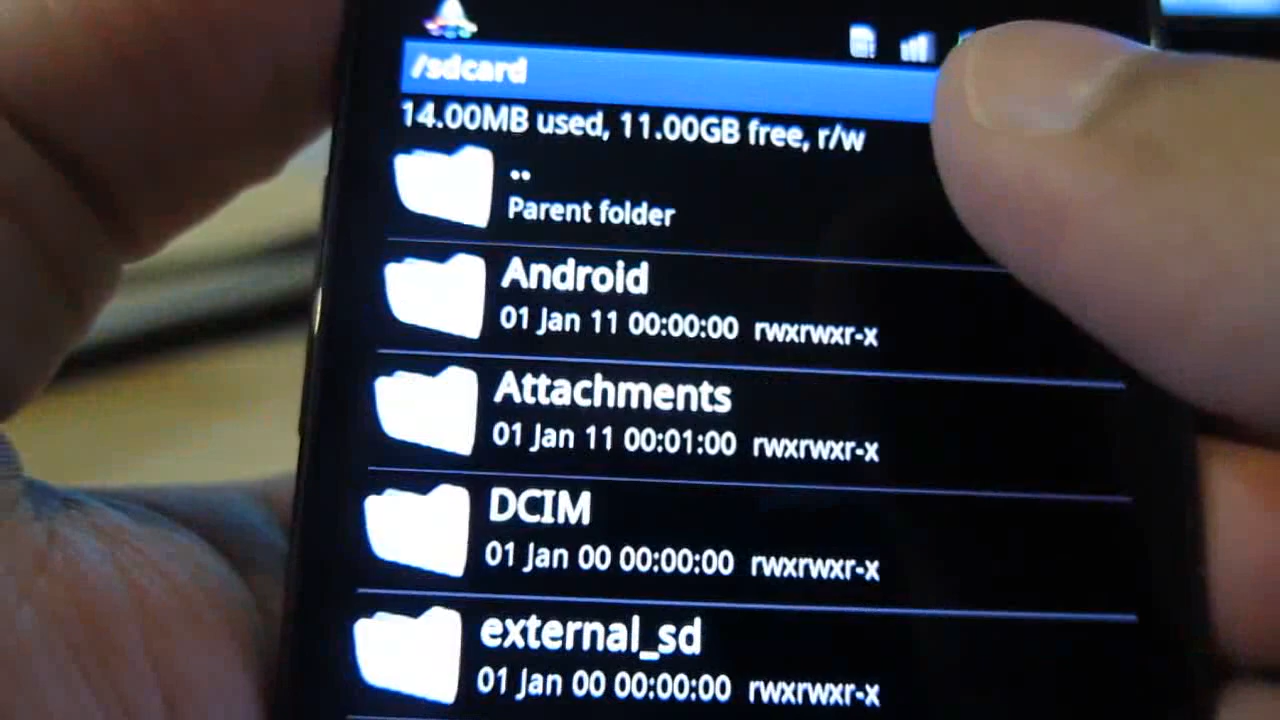 /sdcard
14.00MB used, 11.00GB free, r/w
..
Parent folder
Android
01 Jan 11 00:00:00 rwxrwxr-x
Attachments
01 Jan 11 00:01:00 rwxrwxr-x
DCIM
01 Jan 00 00:00:00 rwxrwxr-x
external_sd
01 Jan 00 00:00:00 rwxrwxr-x